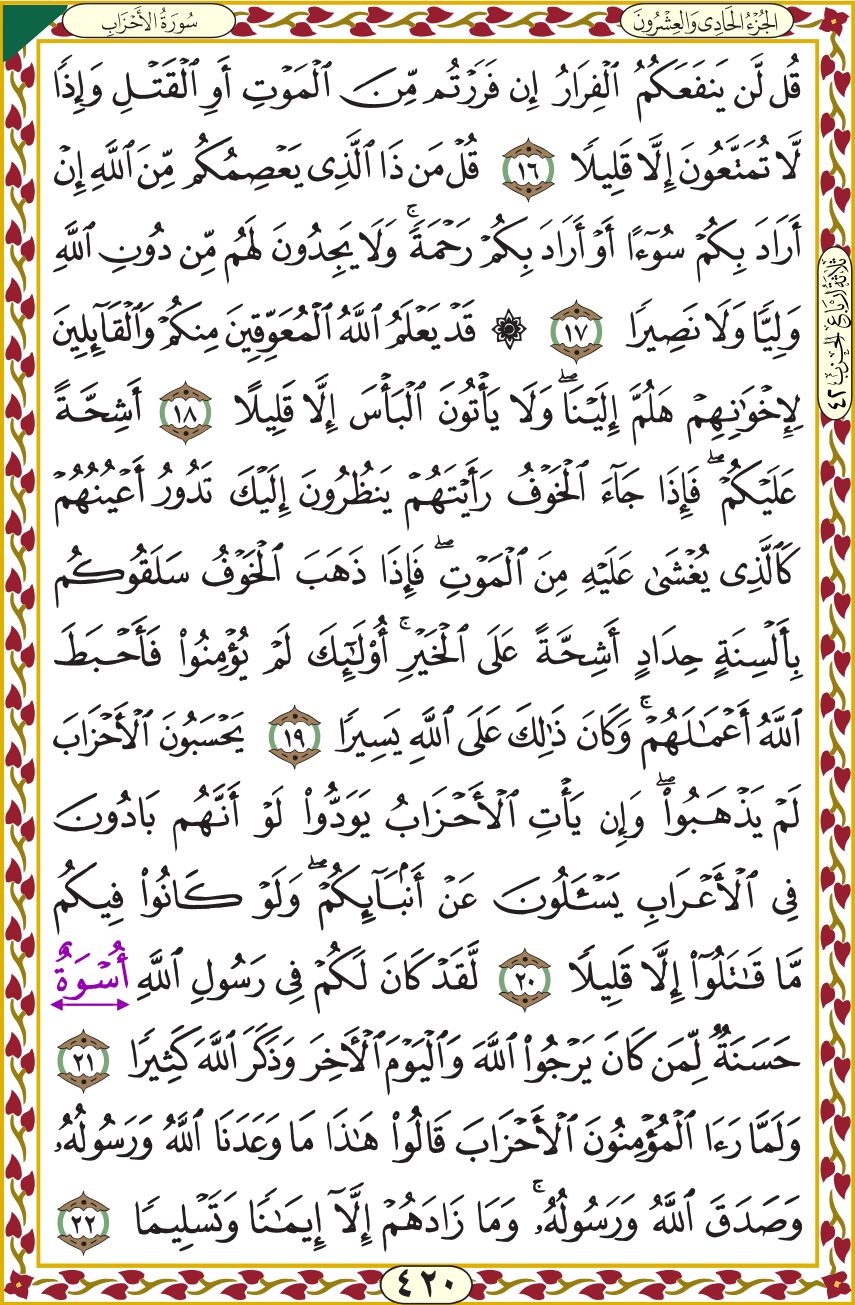 سُورَةُ الأَحْزَابِ
الجُزْءُ الحَادِى وَالعِشْرُونَ
قُل لَّن يَنفَعَكُمُ ٱلْفِرَارُ إِن فَرَرْتُم مِّنَ ٱلْمَوْتِ أَوِ ٱلْقَتْلِ وَإِذًا
لَّا تُمَتَّعُونَ إِلَّا قَلِيلًا ١٦ قُلْ مَن ذَا ٱلَّذِى يَعْصِمُكُم مِّنَ ٱللَّهِ إِنْ
أَرَادَ بِكُمْ سُوٓءًا أَوْ أَرَادَ بِكُمْ رَحْمَةً ۚ وَلَا يَجِدُونَ لَهُم مِّن دُونِ ٱللَّهِ
وَلِيًّا وَلَا نَصِيرًا ١٧ ۞ قَدْ يَعْلَمُ ٱللَّهُ ٱلْمُعَوِّقِينَ مِنكُمْ وَٱلْقَآئِلِينَ
لِإِخْوَٰنِهِمْ هَلُمَّ إِلَيْنَا ۖ وَلَا يَأْتُونَ ٱلْبَأْسَ إِلَّا قَلِيلًا ١٨ أَشِحَّةً
عَلَيْكُمْ ۖ فَإِذَا جَآءَ ٱلْخَوْفُ رَأَيْتَهُمْ يَنظُرُونَ إِلَيْكَ تَدُورُ أَعْيُنُهُمْ
كَٱلَّذِى يُغْشَىٰ عَلَيْهِ مِنَ ٱلْمَوْتِ ۖ فَإِذَا ذَهَبَ ٱلْخَوْفُ سَلَقُوكُم
بِأَلْسِنَةٍ حِدَادٍ أَشِحَّةً عَلَى ٱلْخَيْرِ ۚ أُو۟لَٰٓئِكَ لَمْ يُؤْمِنُوا۟ فَأَحْبَطَ
ٱللَّهُ أَعْمَٰلَهُمْ ۚ وَكَانَ ذَٰلِكَ عَلَى ٱللَّهِ يَسِيرًا ١٩ يَحْسَبُونَ ٱلْأَحْزَابَ
لَمْ يَذْهَبُوا۟ ۖ وَإِن يَأْتِ ٱلْأَحْزَابُ يَوَدُّوا۟ لَوْ أَنَّهُم بَادُونَ
فِى ٱلْأَعْرَابِ يَسْـَٔلُونَ عَنْ أَنۢبَآئِكُمْ ۖ وَلَوْ كَانُوا۟ فِيكُم
مَّا قَٰتَلُوٓا۟ إِلَّا قَلِيلًا ٢٠ لَّقَدْ كَانَ لَكُمْ فِى رَسُولِ ٱللَّهِ أُسْوَةٌ
حَسَنَةٌ لِّمَن كَانَ يَرْجُوا۟ ٱللَّهَ وَٱلْيَوْمَ ٱلْأَخِرَ وَذَكَرَ ٱللَّهَ كَثِيرًا ٢١
وَلَمَّا رَءَا ٱلْمُؤْمِنُونَ ٱلْأَحْزَابَ قَالُوا۟ هَٰذَا مَا وَعَدَنَا ٱللَّهُ وَرَسُولُهُۥ
وَصَدَقَ ٱللَّهُ وَرَسُولُهُۥ ۚ وَمَا زَادَهُمْ إِلَّآ إِيمَٰنًا وَتَسْلِيمًا ٢٢
ثَلَاثَةُ أَرْبَاعِ الحِزْبِ ٤٢
٤٢٠